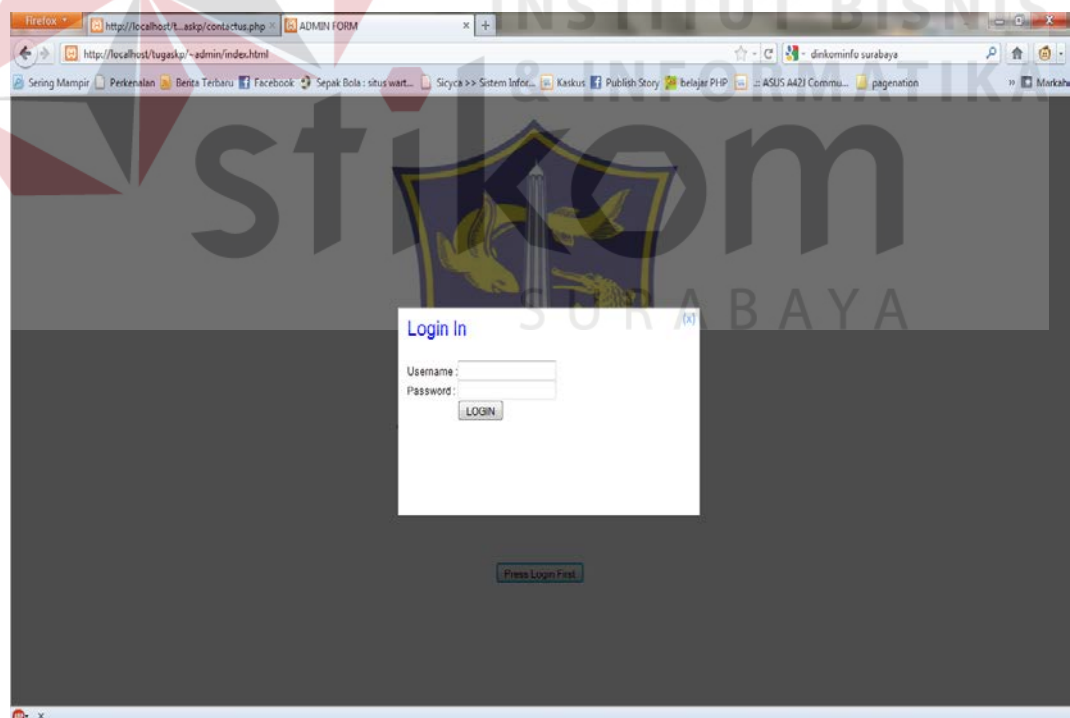 INSTITUT BISNIS
Firefox
http://localhost/t...askp/contactus.php
ADMIN FORM
http://localhost/tugaskp/~admin/index.html
dinkominfo surabaya
& INFORMATIKA
Sering Mampir
Perkenalan
Berita Terbaru
Facebook
Sepak Bola : situs wart...
Sicyca >> Sistem Infor...
Kaskus
Publish Story
belajar PHP
.:: ASUS A42J Commu...
pagenation
Markah
stikom
SURABAYA
Login In
[X]
Username :
Password :
LOGIN
Press Login First